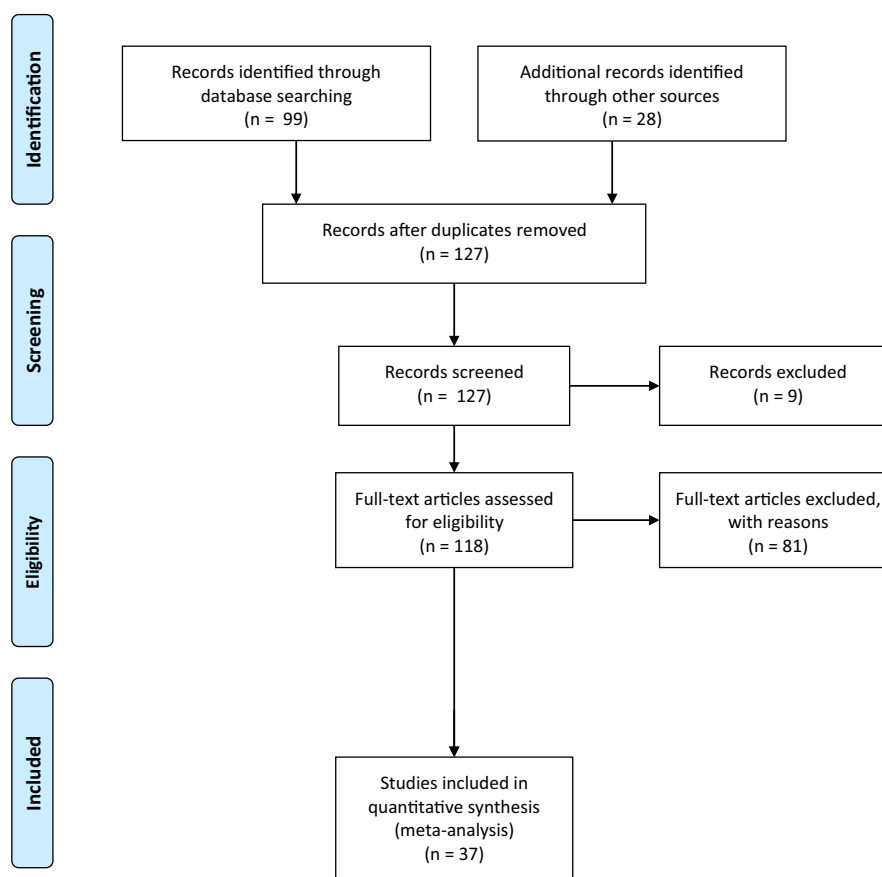 Identification
Records identified through
database searching
(n = 99)
Additional records identified
through other sources
(n = 28)
Records after duplicates removed
(n = 127)
Screening
Records screened
(n = 127)
Records excluded
(n = 9)
Eligibility
Full-text articles assessed
for eligibility
(n = 118)
Full-text articles excluded,
with reasons
(n = 81)
Included
Studies included in
quantitative synthesis
(meta-analysis)
(n = 37)